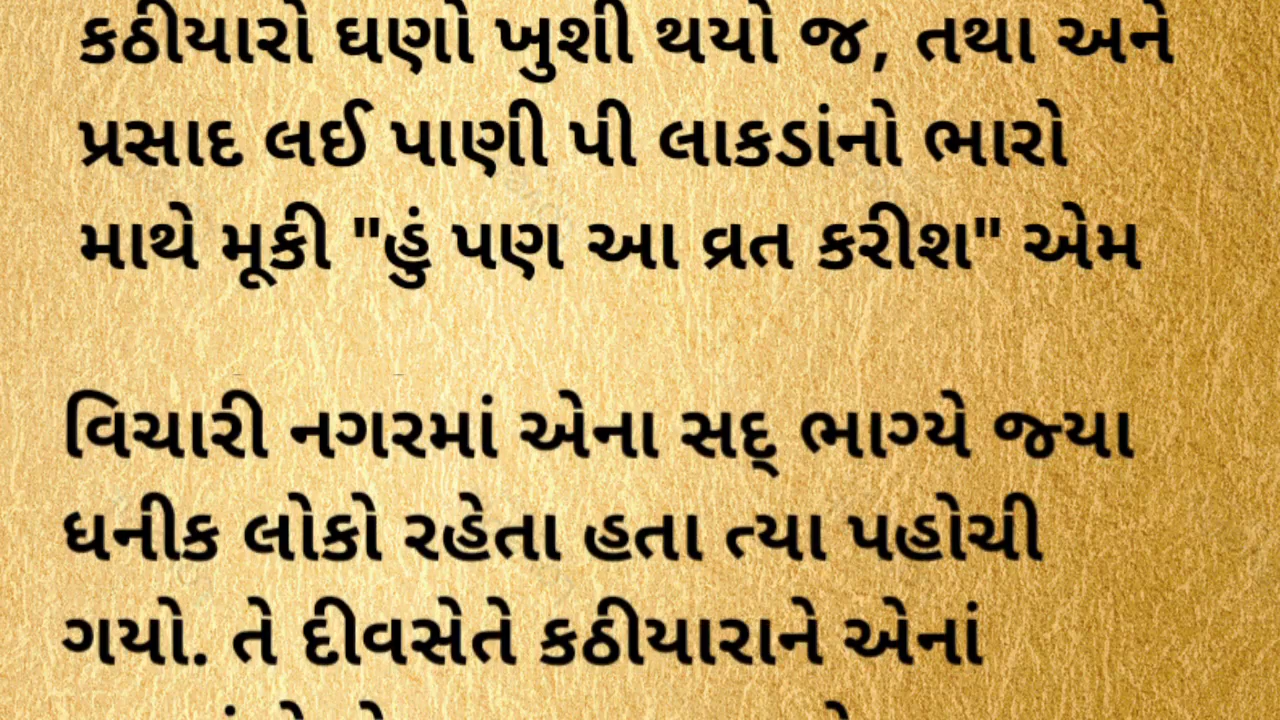 કઠીયારો ઘણો ખુશી થયો જ, તથા અને
પ્રસાદ લઈ પાણી પી લાકડાંનો ભારો
માથે મૂકી "હું પણ આ વ્રત કરીશ" એમ
વિચારી નગરમાં એના સદ્ ભાગ્યે જ્યા
ધનીક લોકો રહેતા હતા ત્યા પહોચી
ગયો. તે દીવસેતે કઠીયારાને એનાં